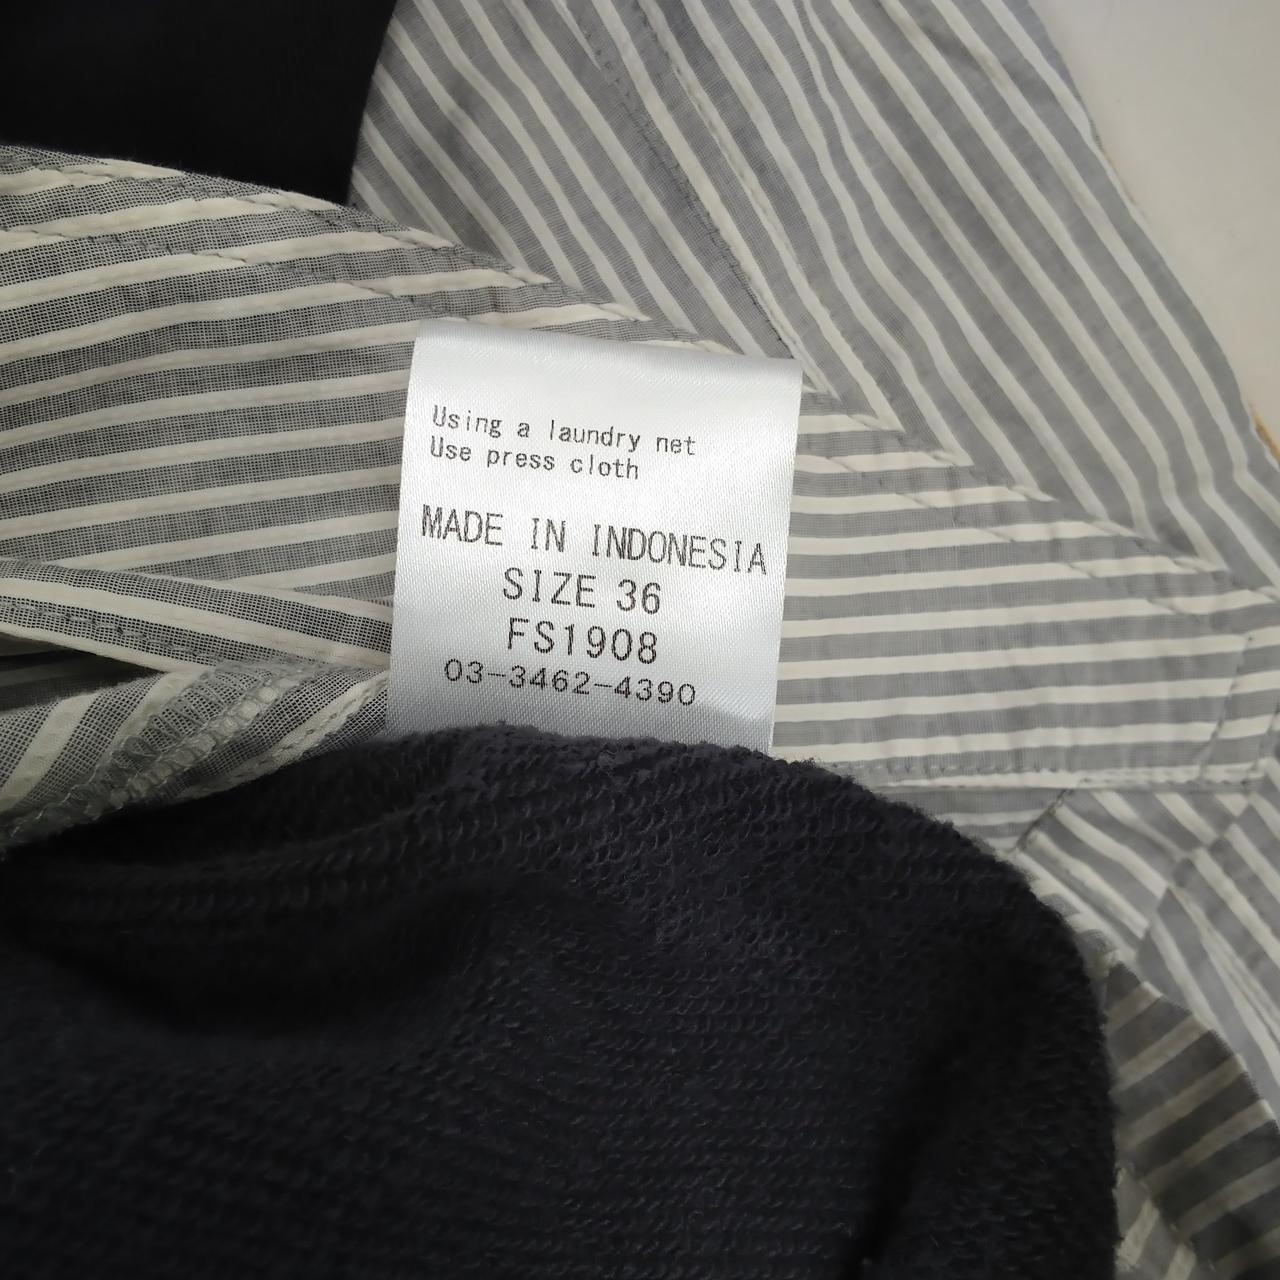 Using a laundry net
Use press cloth
MADE IN INDONESIA
SIZE 36
FS1908
03-3462-4390